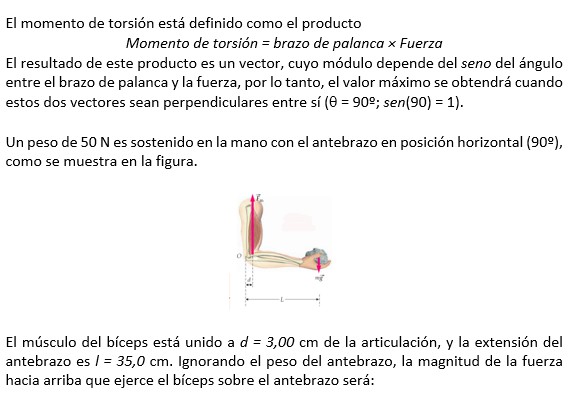 El momento de torsión está definido como el producto
Momento de torsión = brazo de palanca × Fuerza
El resultado de este producto es un vector, cuyo módulo depende del seno del ángulo
entre el brazo de palanca y la fuerza, por lo tanto, el valor máximo se obtendrá cuando
estos dos vectores sean perpendiculares entre sí (θ = 90º; sen(90) = 1).
Un peso de 50 N es sostenido en la mano con el antebrazo en posición horizontal (90º),
como se muestra en la figura.
O
mg
d
L
El músculo del bíceps está unido a d = 3,00 cm de la articulación, y la extensión del
antebrazo es l = 35,0 cm. Ignorando el peso del antebrazo, la magnitud de la fuerza
hacia arriba que ejerce el bíceps sobre el antebrazo será: